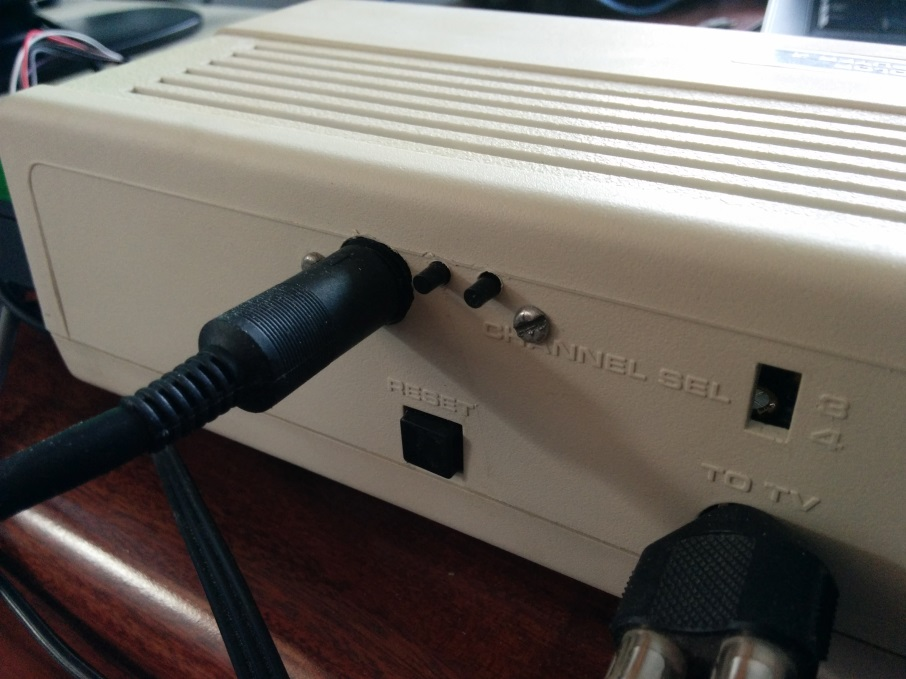 CHANNEL SEL
3
4
RESET
TO TV